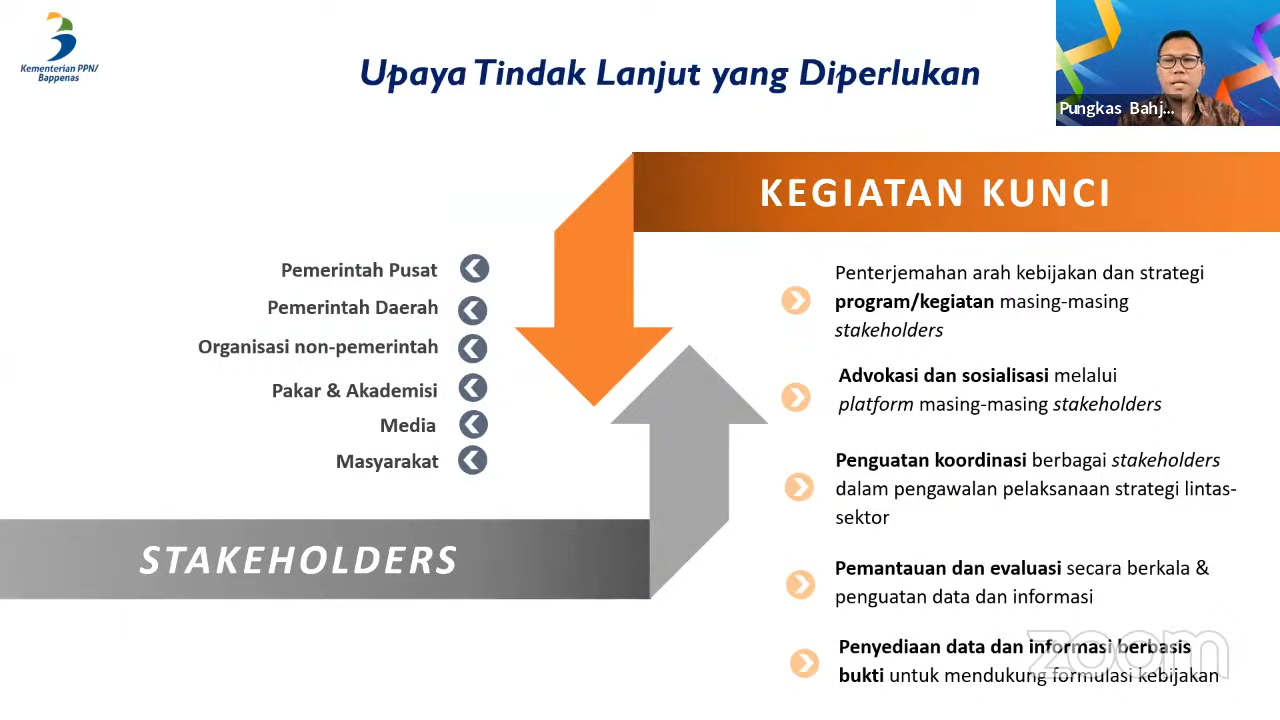 Kementerian PPN/
Bappenas
Upaya Tindak Lanjut yang Diperlukan
Pungkas Bahj...
KEGIATAN KUNCI
Pemerintah Pusat
Pemerintah Daerah
Organisasi non-pemerintah
Pakar & Akademisi
Media
Masyarakat
STAKEHOLDERS
Penterjemahan arah kebijakan dan strategi
program/kegiatan masing-masing
stakeholders
Advokasi dan sosialisasi melalui
platform masing-masing stakeholders
Penguatan koordinasi berbagai stakeholders
dalam pengawalan pelaksanaan strategi lintas-
sektor
Pemantauan dan evaluasi secara berkala &
penguatan data dan informasi
Penyediaan data dan informasi berbasis
bukti untuk mendukung formulasi kebijakan
zoom